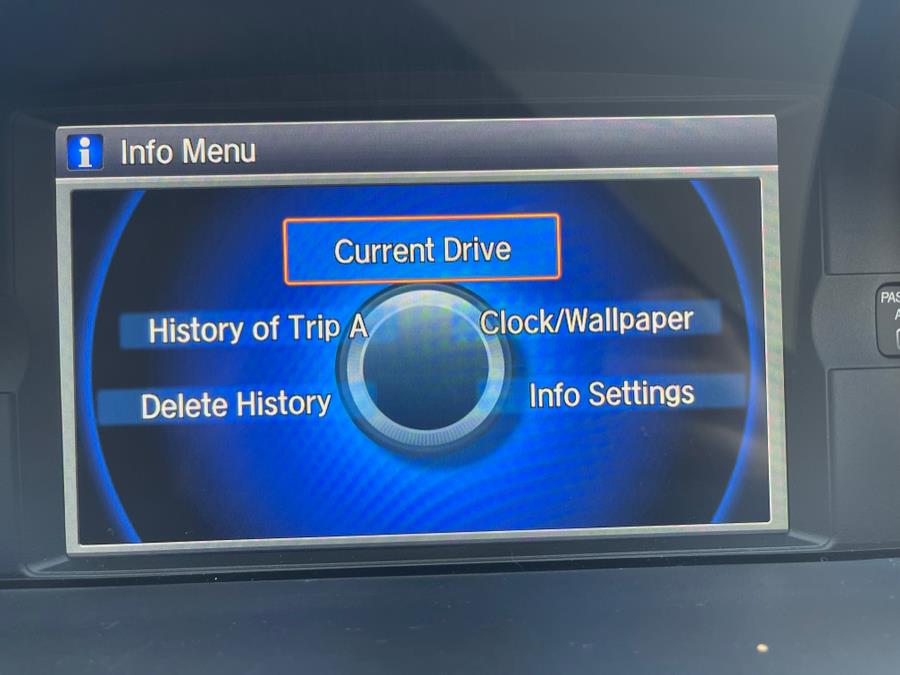 i Info Menu
Current Drive
History of Trip A
Clock/Wallpaper
Delete History
Info Settings